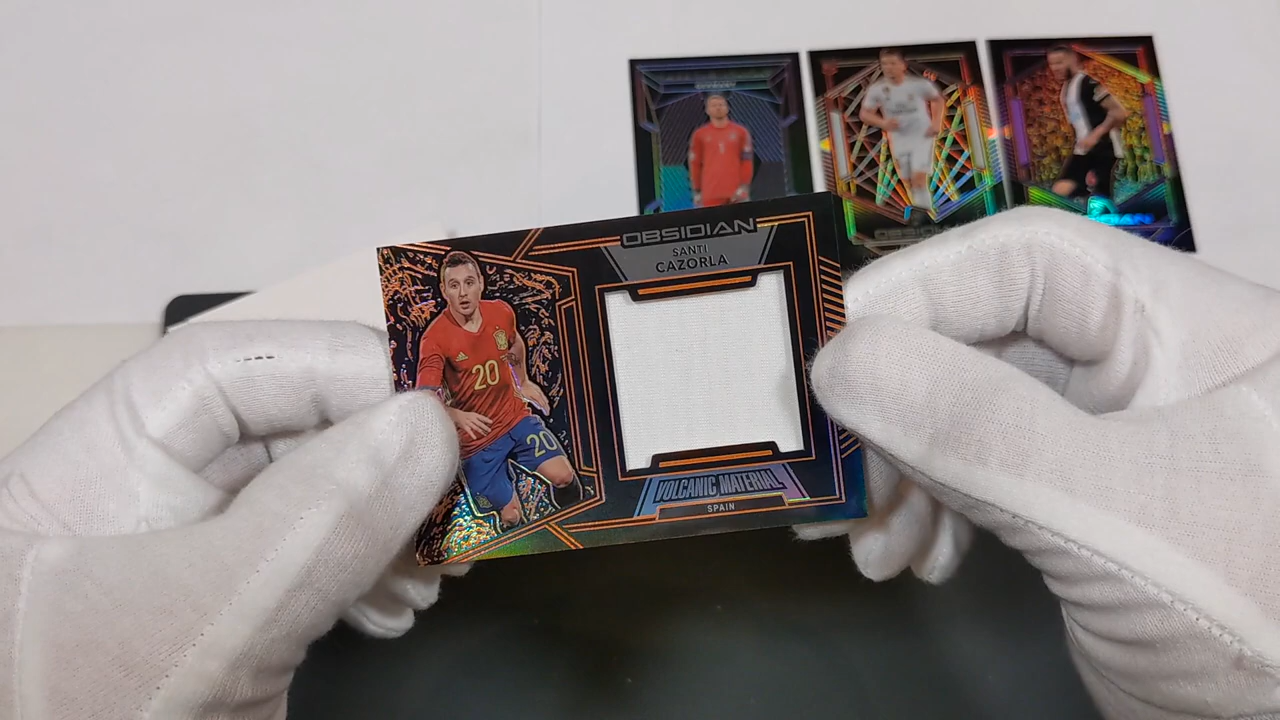 OBSIDIAN
SANTI
CAZORLA
20
20
VOLCANIC MATERIAL
SPAIN